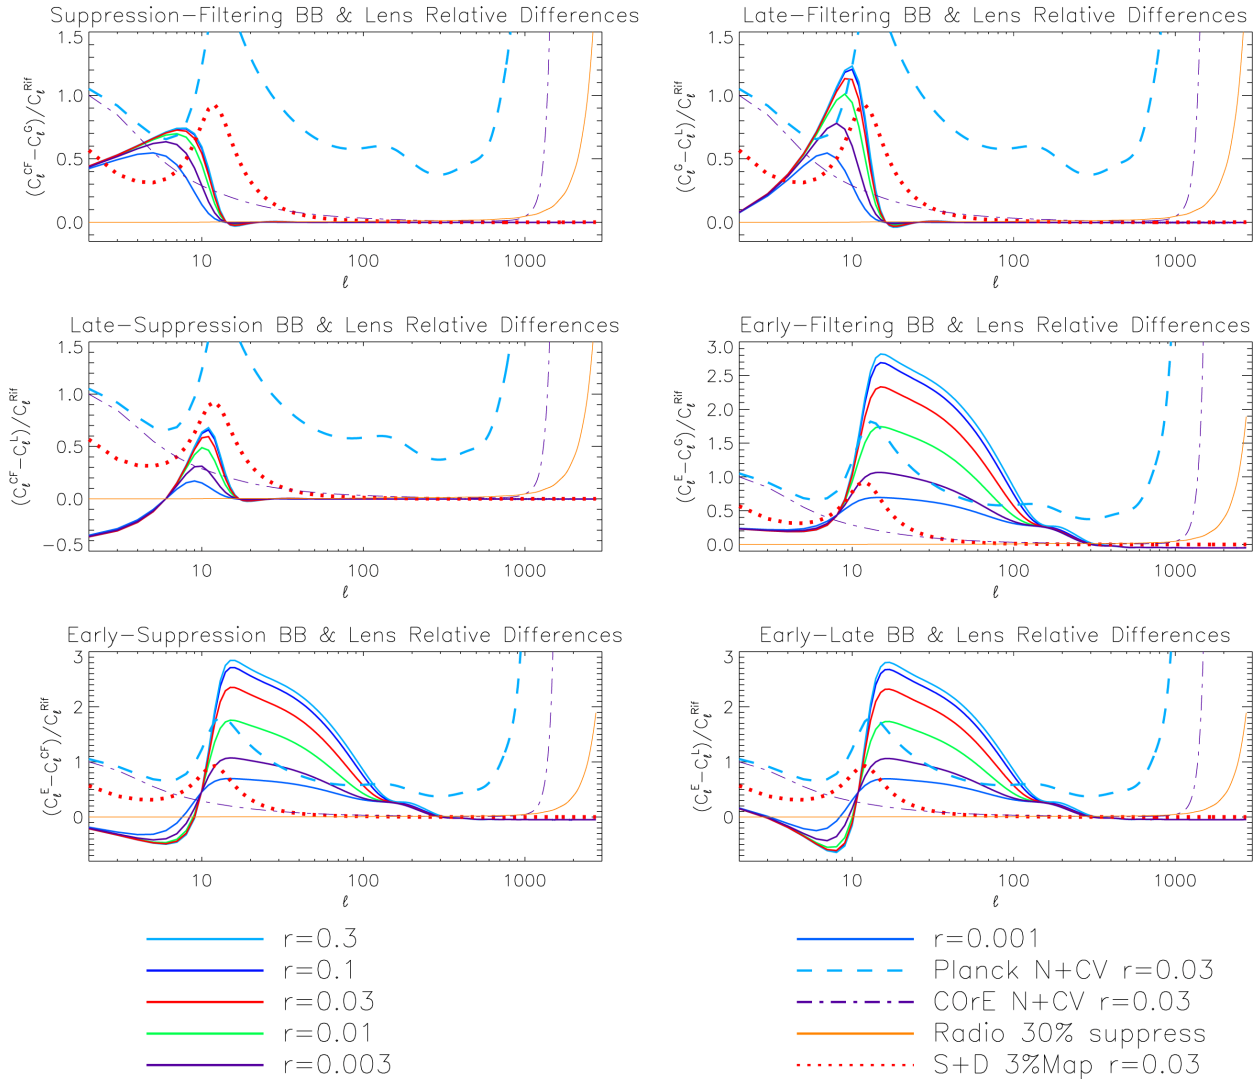 Suppression-Filtering BB & Lens Relative Differences
(C_ℓ^CF-C_ℓ^G)/C_ℓ^Rif
1.5
1.0
0.5
0.0
10 100 1000
ℓ
Late-Filtering BB & Lens Relative Differences
(C_ℓ^G-C_ℓ^L)/C_ℓ^Rif
1.5
1.0
0.5
0.0
10 100 1000
ℓ
Late-Suppression BB & Lens Relative Differences
(C_ℓ^CF-C_ℓ^L)/C_ℓ^Rif
1.5
1.0
0.5
0.0
-0.5
10 100 1000
ℓ
Early-Filtering BB & Lens Relative Differences
(C_ℓ^E-C_ℓ^G)/C_ℓ^Rif
3.0
2.5
2.0
1.5
1.0
0.5
0.0
10 100 1000
ℓ
Early-Suppression BB & Lens Relative Differences
(C_ℓ^E-C_ℓ^CF)/C_ℓ^Rif
3
2
1
0
10 100 1000
ℓ
Early-Late BB & Lens Relative Differences
(C_ℓ^E-C_ℓ^L)/C_ℓ^Rif
3
2
1
0
10 100 1000
ℓ
r=0.3
r=0.1
r=0.03
r=0.01
r=0.003
r=0.001
Planck N+CV r=0.03
COrE N+CV r=0.03
Radio 30% suppress
S+D 3%Map r=0.03